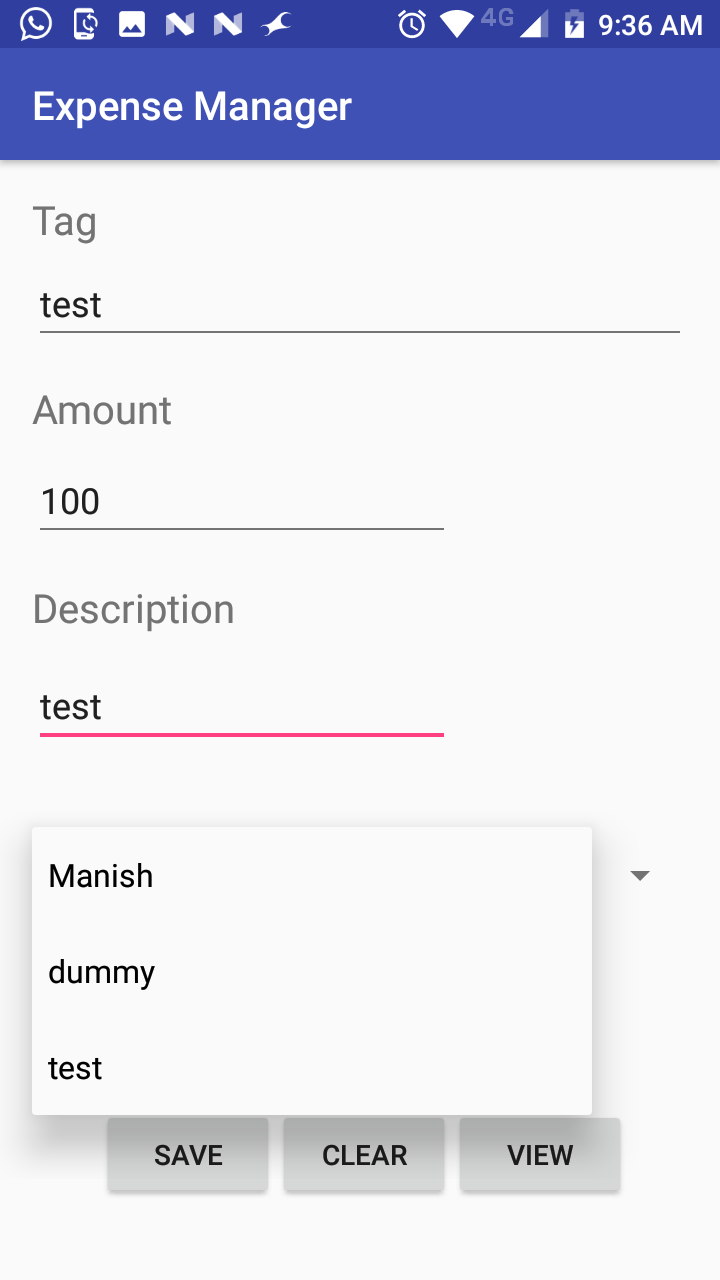 4G 9:36 AM
Expense Manager
Tag
test
Amount
100
Description
test
Manish
dummy
test
SAVE CLEAR VIEW